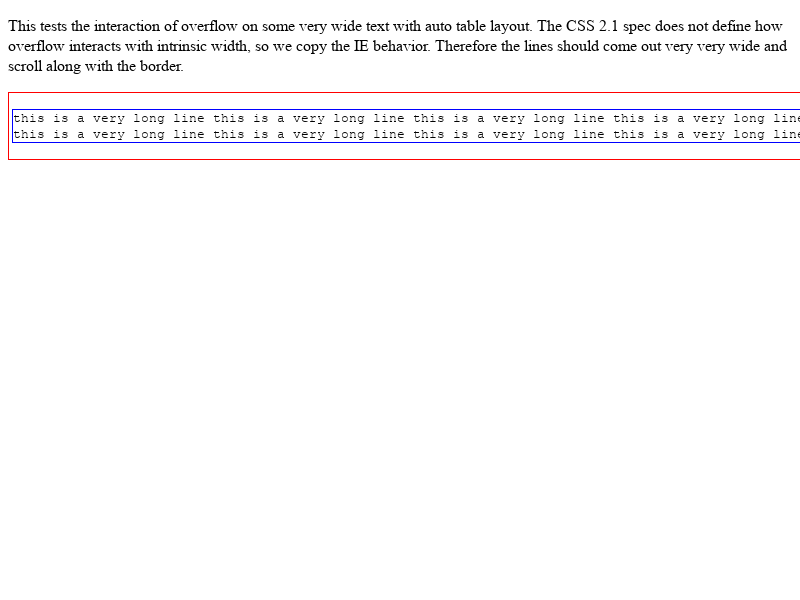 This tests the interaction of overflow on some very wide text with auto table layout. The CSS 2.1 spec does not define how
overflow interacts with intrinsic width, so we copy the IE behavior. Therefore the lines should come out very very wide and
scroll along with the border.
this is a very long line this is a very long line this is a very long line this is a very long line
this is a very long line this is a very long line this is a very long line this is a very long line